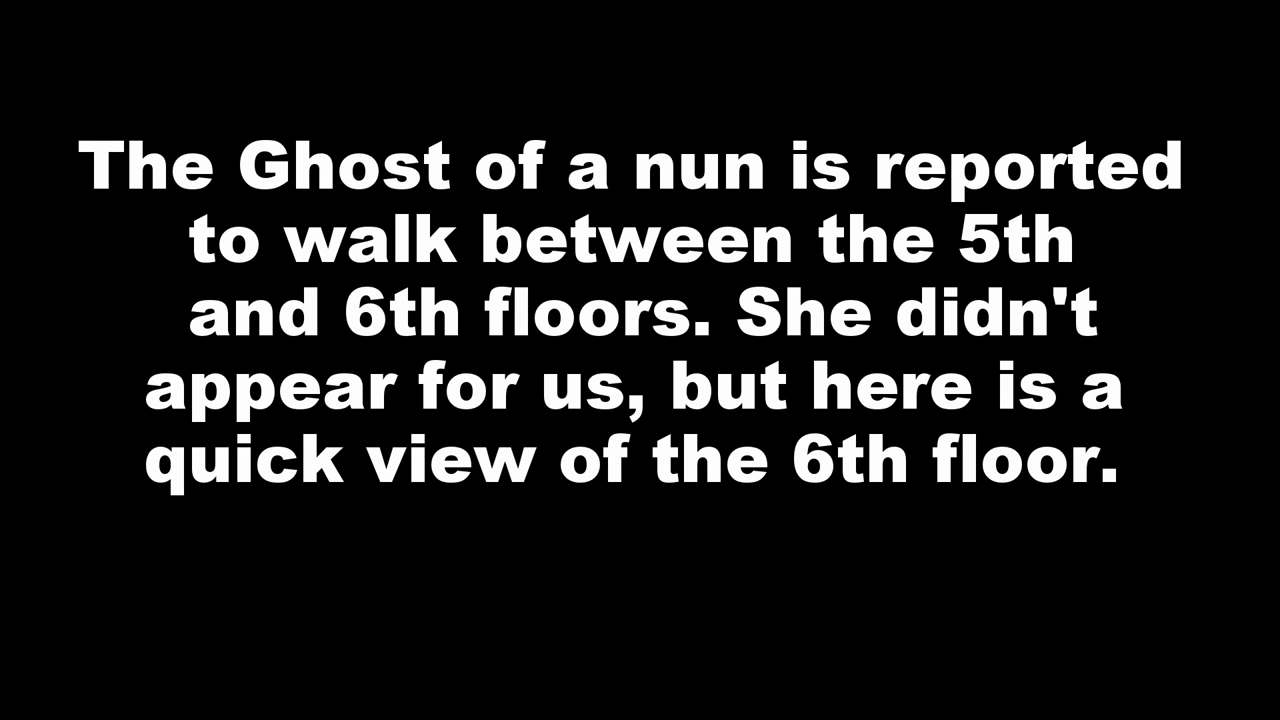 The Ghost of a nun is reported
to walk between the 5th
and 6th floors. She didn't
appear for us, but here is a
quick view of the 6th floor.